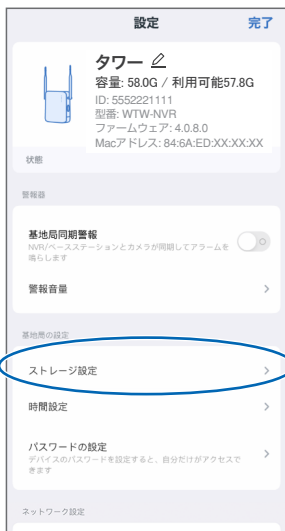 設定 完了
タワー
容量: 58.0G / 利用可能57.8G
ID: 5552221111
型番: WTW-NVR
ファームウェア: 4.0.8.0
Macアドレス: 84:6A:ED:XX:XX:XX
状態
警報器
基地局同期警報
NVR/ベースステーションとカメラが同期してアラームを
鳴らします
警報音量
基地局の設定
ストレージ設定
時間設定
パスワードの設定
デバイスのパスワードを設定すると、自分だけがアクセスで
きます
ネットワーク設定